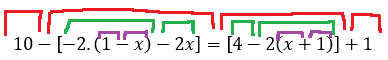 10 − [−2.(1 − x) − 2x] = [4 − 2(x + 1)] + 1